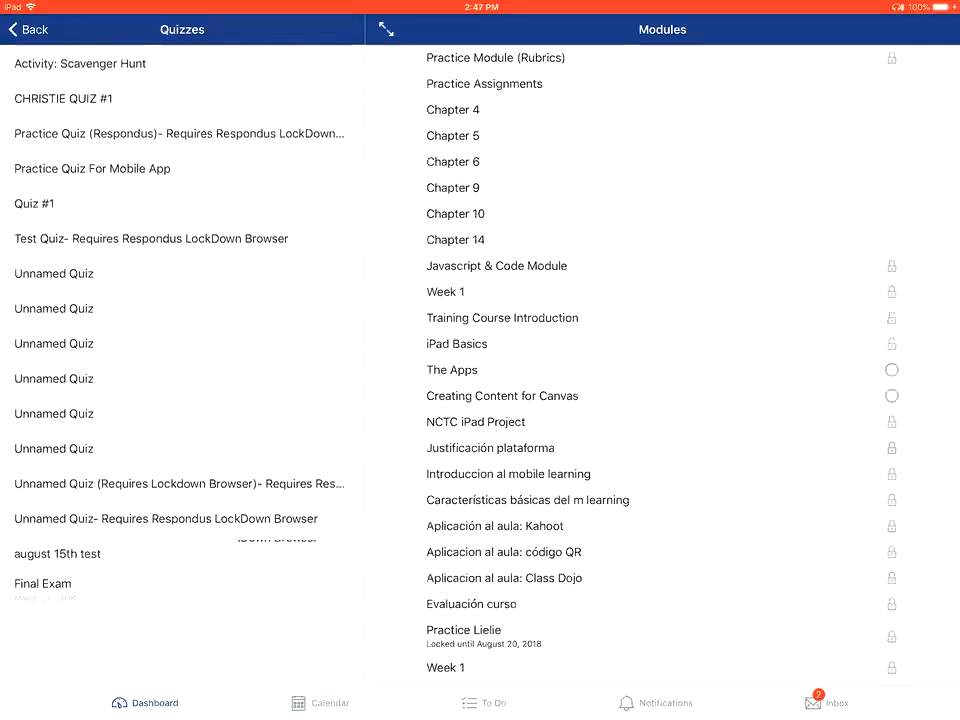 iPad
2:47 PM
100%
Back
Quizzes
Modules
Activity: Scavenger Hunt
CHRISTIE QUIZ #1
Practice Quiz (Respondus)- Requires Respondus LockDown...
Practice Quiz For Mobile App
Quiz #1
Test Quiz- Requires Respondus LockDown Browser
Unnamed Quiz
Unnamed Quiz
Unnamed Quiz
Unnamed Quiz
Unnamed Quiz
Unnamed Quiz
Unnamed Quiz (Requires Lockdown Browser)- Requires Res...
Unnamed Quiz- Requires Respondus LockDown Browser
august 15th test
Final Exam
Practice Module (Rubrics)
Practice Assignments
Chapter 4
Chapter 5
Chapter 6
Chapter 9
Chapter 10
Chapter 14
Javascript & Code Module
Week 1
Training Course Introduction
iPad Basics
The Apps
Creating Content for Canvas
NCTC iPad Project
Justificación plataforma
Introduccion al mobile learning
Características básicas del m learning
Aplicación al aula: Kahoot
Aplicacion al aula: código QR
Aplicacion al aula: Class Dojo
Evaluación curso
Practice Lielie
Locked until August 20, 2018
Week 1
Dashboard
Calendar
To Do
Notifications
2
Inbox